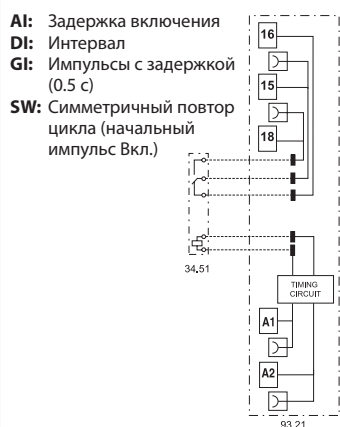 AI: Задержка включения
DI: Интервал
GI: Импульсы с задержкой
(0.5 с)
SW: Симметричный повтор
цикла (начальный
импульс Вкл.)
16
15
18
34.51
TIMING
CIRCUIT
A1
A2
93.21